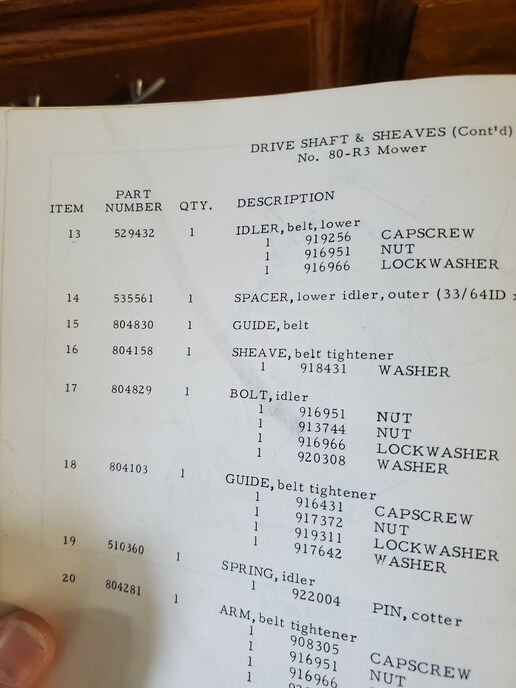 DRIVE SHAFT & SHEAVES (Cont'd)
No. 80-R3 Mower
ITEM PART NUMBER QTY. DESCRIPTION
13 529432 1 IDLER, belt, lower
1 919256 CAPSCREW
1 916951 NUT
1 916966 LOCKWASHER
14 535561 1 SPACER, lower idler, outer (33/64ID x
15 804830 1 GUIDE, belt
16 804158 1 SHEAVE, belt tightener
1 918431 WASHER
17 804829 1 BOLT, idler
1 916951 NUT
1 913744 NUT
1 916966 LOCKWASHER
1 920308 WASHER
18 804103 1 GUIDE, belt tightener
1 916431 CAPSCREW
1 917372 NUT
1 919311 LOCKWASHER
1 917642 WASHER
19 510360 1 SPRING, idler
1 922004 PIN, cotter
20 804281 1 ARM, belt tightener
1 908305 CAPSCREW
1 916951 NUT
1 916966